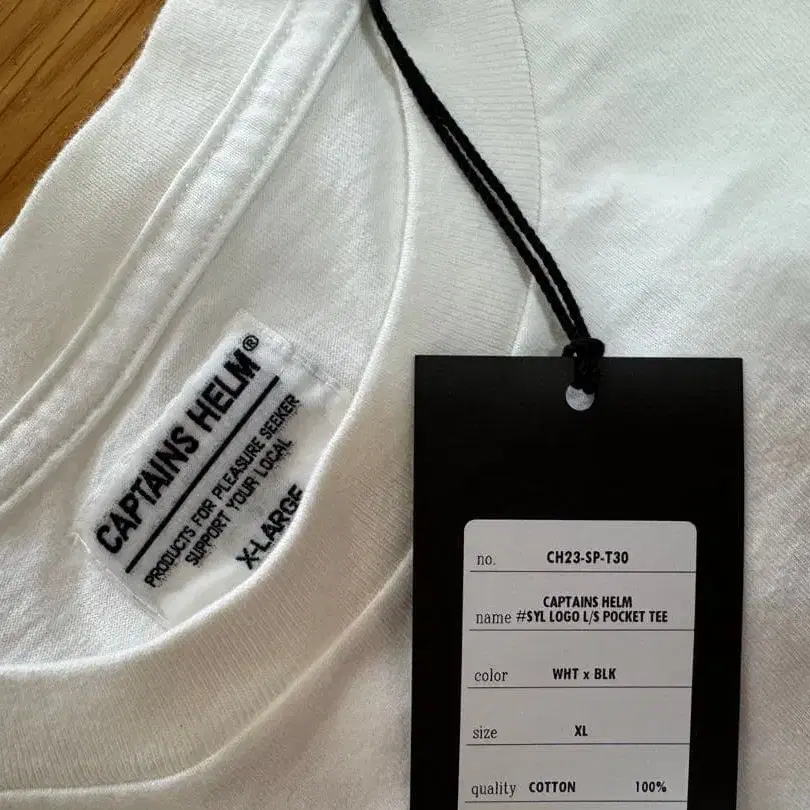 CAPTAINS HELM®
PRODUCTS FOR PLEASURE SEEKER
SUPPORT YOUR LOCAL
X-LARGE
no. CH23-SP-T30
CAPTAINS HELM
name #SYL LOGO L/S POCKET TEE
color WHT x BLK
size XL
quality COTTON 100%